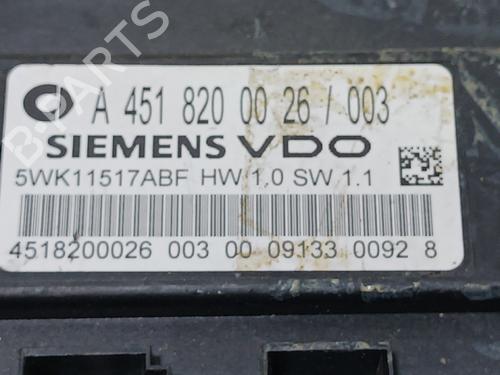 A 451 820 00 26 / 003
SIEMENS VDO
5WK11517ABF HW 1.0 SW 1.1
4518200026 003 00 09133 0092 8
B-PARTS